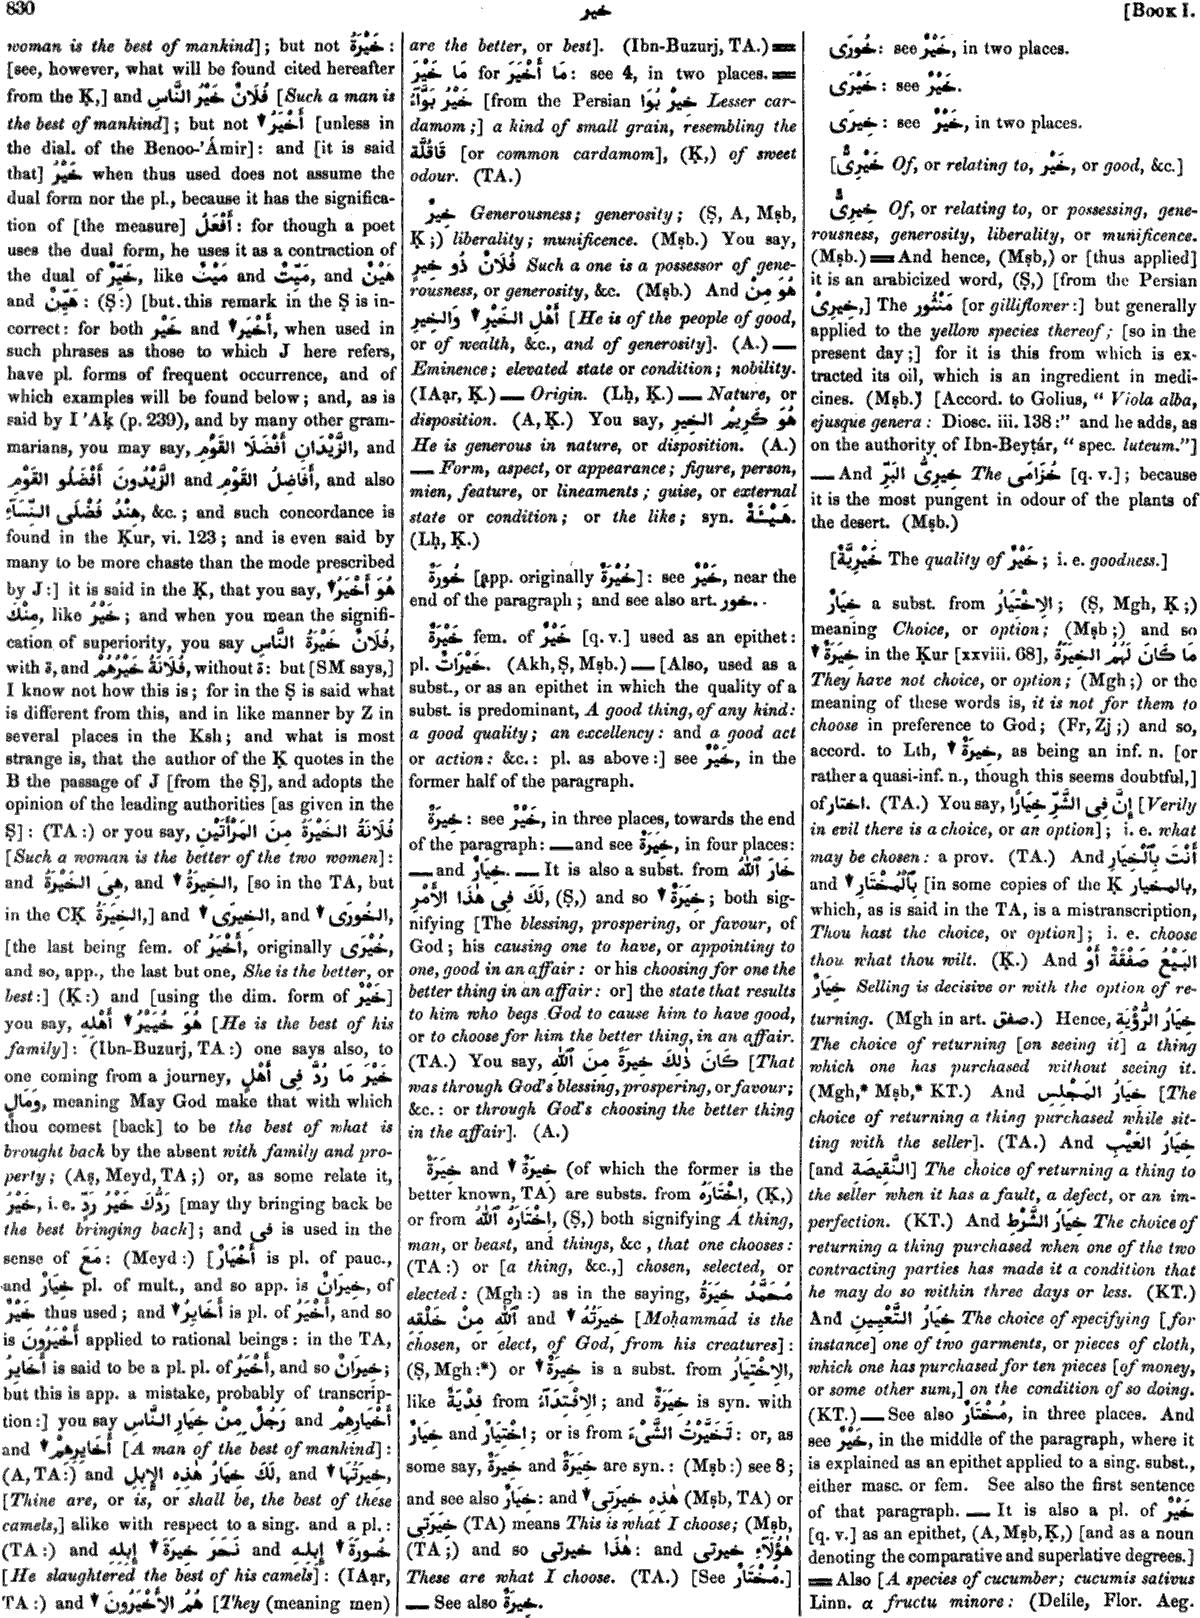 830
خير
[BOOK I.
woman is the best of mankind]; but not خَيْرَةُ :
[see, however, what will be found cited hereafter
from the Ḳ,] and فُلَانٌ خَيْرُ النَّاسِ [Such a man is
the best of mankind]; but not أَخْيَرُ [unless in
the dial. of the Benoo-'Ámir]: and [it is said
that] خَيْرٌ when thus used does not assume the
dual form nor the pl., because it has the significa-
tion of [the measure] أَفْعَلُ : for though a poet
uses the dual form, he uses it as a contraction of
the dual of خَيِّرٌ, like مَيْتٌ and مَيِّتٌ, and هَيْنٌ
and هَيِّنٌ : (Ṣ:) [but this remark in the Ṣ is in-
correct: for both خَيْر and أَخْيَر, when used in
such phrases as those to which J here refers,
have pl. forms of frequent occurrence, and of
which examples will be found below; and, as is
said by I 'Aḳ (p. 239), and by many other gram-
marians, you may say, الزَّيْدَانِ أَفْضَلَا القَوْمِ, and
الزَّيْدُونَ أَفْضَلُو القَوْمِ and أَفَاضِلُ القَوْمِ, and also
هِنْدُ فُضْلَى النِّسَآءِ, &c.; and such concordance is
found in the Ḳur, vi. 123; and is even said by
many to be more chaste than the mode prescribed
by J:] it is said in the Ḳ, that you say, هُوَ أَخْيَرُ
مِنْكَ, like خَيْرٌ ; and when you mean the signifi-
cation of superiority, you say فُلَانٌ خَيْرَةُ النَّاسِ,
with ة, and فُلَانَةُ خَيْرُهُمْ, without ة: but [SM says,]
I know not how this is; for in the Ṣ is said what
is different from this, and in like manner by Z in
several places in the Ksh; and what is most
strange is, that the author of the Ḳ quotes in the
B the passage of J [from the Ṣ], and adopts the
opinion of the leading authorities [as given in the
Ṣ]: (TA:) or you say, فُلَانَةُ الخَيْرَةُ مِنَ المَرْأَتَيْنِ
[Such a woman is the better of the two women]:
and هِىَ الخَيْرَةُ, and الخِيرَةُ, [so in the TA, but
in the CḲ الخِيَرَةُ,] and الخِيرَى, and الخُورَى,
[the last being fem. of أَخْيَرُ, originally خُيْرَى,
and so, app., the last but one, She is the better, or
best:] (Ḳ:) and [using the dim. form of خَيْرٌ]
you say, هُوَ خُيَيْرُ أَهْلِهِ [He is the best of his
family]: (Ibn-Buzurj, TA:) one says also, to
one coming from a journey, خَيْرَ مَا رُدَّ فِى أَهْلٍ
وَمَالٍ, meaning May God make that with which
thou comest [back] to be the best of what is
brought back by the absent with family and pro-
perty; (Aṣ, Meyd, TA;) or, as some relate it,
خَيْرُ, i. e. رَدُّكَ خَيْرُ رَدٍّ [may thy bringing back be
the best bringing back]; and فى is used in the
sense of مَعَ : (Meyd:) [أَخْيَارٌ is pl. of pauc.,
and خِيَارٌ pl. of mult., and so app. is خِيرَانٌ, of
خَيْرٌ thus used; and أَخَايِرُ is pl. of أَخْيَرُ, and so
is أَخْيَرُونَ applied to rational beings: in the TA,
أَخَايِرُ is said to be a pl. pl. of أَخْيَرُ, and so خِيرَانٌ;
but this is app. a mistake, probably of transcrip-
tion:] you say رَجُلٌ مِنْ خِيَارِ النَّاسِ and أَخْيَارِهِمْ
and أَخَايِرِهِمْ [A man of the best of mankind]:
(A, TA:) and لَكَ خِيَارُ هٰذِهِ الإِبِلِ, and خِيرَتُهَا,
[Thine are, or is, or shall be, the best of these
camels,] alike with respect to a sing. and a pl.:
(TA:) and نَحَرَ خِيرَةَ إِبِلِهِ and خُورَةَ إِبِلِهِ
[He slaughtered the best of his camels]: (IAạr,
TA:) and هُمُ الأَخْيَرُونَ [They (meaning men)
are the better, or best]. (Ibn-Buzurj, TA.) ══
مَا خَيْرَ for مَا أَخْيَرَ : see 4, in two places. ══
خَيْرُ بَوَّآءَ [from the Persian خِيرْ بُوَا Lesser car-
damom;] a kind of small grain, resembling the
قَاقُلَّة [or common cardamom], (Ḳ,) of sweet
odour. (TA.)
خِيرٌ Generousness; generosity; (Ṣ, A, Mṣb,
Ḳ;) liberality; munificence. (Mṣb.) You say,
فُلَانٌ ذُو خِيرٍ Such a one is a possessor of gene-
rousness, or generosity, &c. (Mṣb.) And هُوَ مِنْ
أَهْلِ الخَيْرِ وَالخِيرِ [He is of the people of good,
or of wealth, &c., and of generosity]. (A.) —
Eminence; elevated state or condition; nobility.
(IAạr, Ḳ.) — Origin. (Lḥ, Ḳ.) — Nature, or
disposition. (A, Ḳ.) You say, هُوَ كَرِيمُ الخِيرِ
He is generous in nature, or disposition. (A.)
— Form, aspect, or appearance; figure, person,
mien, feature, or lineaments; guise, or external
state or condition; or the like; syn. هَيْئَةٌ.
(Lḥ, Ḳ.)
خُورَةٌ [app. originally خُيْرَةٌ]: see خَيْرٌ, near the
end of the paragraph; and see also art. خور.
خَيْرَةٌ fem. of خَيْرٌ [q. v.] used as an epithet:
pl. خَيْرَاتٌ. (Akh, Ṣ, Mṣb.) — [Also, used as a
subst., or as an epithet in which the quality of a
subst. is predominant, A good thing, of any kind:
a good quality; an excellency: and a good act
or action: &c.: pl. as above:] see خَيْرٌ, in the
former half of the paragraph.
خِيرَةٌ : see خَيْرٌ, in three places, towards the end
of the paragraph: — and see خِيَرَةٌ, in four places:
— and خِيَارٌ. — It is also a subst. from خَارَ ٱللّٰهُ
لَكَ فِى هٰذَا الأَمْرِ, (Ṣ,) and so خِيَرَةٌ ; both sig-
nifying [The blessing, prospering, or favour, of
God; his causing one to have, or appointing to
one, good in an affair: or his choosing for one the
better thing in an affair: or] the state that results
to him who begs God to cause him to have good,
or to choose for him the better thing, in an affair.
(TA.) You say, كَانَ ذٰلِكَ خِيرَةً مِنَ ٱللّٰهِ [That
was through God's blessing, prospering, or favour;
&c.: or through God's choosing the better thing
in the affair]. (A.)
خِيَرَةٌ and خِيرَةٌ (of which the former is the
better known, TA) are substs. from اِخْتَارَهُ, (Ḳ,)
or from اِخْتَارَهُ ٱللّٰهُ, (Ṣ,) both signifying A thing,
man, or beast, and things, &c, that one chooses:
(TA:) or [a thing, &c.,] chosen, selected, or
elected: (Mgh:) as in the saying, مُحَمَّدٌ خِيَرَةُ
ٱللّٰهِ مِنْ خَلْقِهِ and خِيرَتُهُ [Moḥammad is the
chosen, or elect, of God, from his creatures]:
(Ṣ, Mgh:*) or خِيرَةٌ is a subst. from الاِخْتِيَارُ,
like فِدْيَةٌ from الاِفْتِدَآءُ ; and خِيَرَةٌ is syn. with
خِيَارٌ and اِخْتِيَارٌ ; or is from تَخَيَّرْتُ الشَّىْءَ : or, as
some say, خِيرَةٌ and خِيَرَةٌ are syn.: (Mṣb:) see 8;
and see also خِيَارٌ : and هٰذِهِ خِيرَتِى (Mṣb, TA) or
خِيَرَتِى (TA) means This is what I choose; (Mṣb,
TA;) and so هٰذَا خيرتى : and هٰؤُلَآءِ خيرتى
These are what I choose. (TA.) [See مُخْتَارٌ.]
— See also خِيرَةٌ.
خُورَى: see خَيْرٌ, in two places.
خَيْرَى : see خَيْرٌ.
خِيرَى : see خَيْرٌ, in two places.
[خَيْرِىٌّ Of, or relating to, خَيْر, or good, &c.]
خِيرِىٌّ Of, or relating to, or possessing, gene-
rousness, generosity, liberality, or munificence.
(Mṣb.) ══ And hence, (Mṣb,) or [thus applied]
it is an arabicized word, (Ṣ,) [from the Persian
خِيرِىْ,] The مَنْثُور [or gilliflower:] but generally
applied to the yellow species thereof; [so in the
present day;] for it is this from which is ex-
tracted its oil, which is an ingredient in medi-
cines. (Mṣb.) [Accord. to Golius, “ Viola alba,
ejusque genera : Diosc. iii. 138:” and he adds, as
on the authority of Ibn-Beyṭár, “ spec. luteum.”]
— And خِيرِىُّ البَرِّ The خُزَامَى [q. v.]; because
it is the most pungent in odour of the plants of
the desert. (Mṣb.)
[خَيْرِيَّةٌ The quality of خَيْرٌ ; i. e. goodness.]
خِيَارٌ a subst. from الاِخْتِيَارُ ; (Ṣ, Mgh, Ḳ;)
meaning Choice, or option; (Mṣb;) and so
خِيَرَةٌ in the Ḳur [xxviii. 68], مَا كَانَ لَهُمُ الخِيَرَةُ
They have not choice, or option; (Mgh;) or the
meaning of these words is, it is not for them to
choose in preference to God; (Fr, Zj;) and so,
accord. to Lth, خِيرَةٌ, as being an inf. n. [or
rather a quasi-inf. n., though this seems doubtful,]
of اختار. (TA.) You say, إِنَّ فِى الشَّرِّ خِيَارًا [Verily
in evil there is a choice, or an option]; i. e. what
may be chosen: a prov. (TA.) And أَنْتَ بِٱلْخِيَارِ
and بِٱلْمُخْتَارِ [in some copies of the Ḳ بالمخيار,
which, as is said in the TA, is a mistranscription,
Thou hast the choice, or option]; i. e. choose
thou what thou wilt. (Ḳ.) And البَيْعُ صَفْقَةٌ أَوْ
خِيَارٌ Selling is decisive or with the option of re-
turning. (Mgh in art. صفق.) Hence, خِيَارُ الرُّؤْيَةِ
The choice of returning [on seeing it] a thing
which one has purchased without seeing it.
(Mgh,* Mṣb,* KT.) And خِيَارُ المَجْلِسِ [The
choice of returning a thing purchased while sit-
ting with the seller]. (TA.) And خِيَارُ العَيْبِ
[and النَّقِيصَةِ] The choice of returning a thing to
the seller when it has a fault, a defect, or an im-
perfection. (KT.) And خِيَارُ الشَّرْطِ The choice of
returning a thing purchased when one of the two
contracting parties has made it a condition that
he may do so within three days or less. (KT.)
And خِيَارُ التَّعْيِينِ The choice of specifying [for
instance] one of two garments, or pieces of cloth,
which one has purchased for ten pieces [of money,
or some other sum,] on the condition of so doing.
(KT.) — See also مُخْتَارٌ, in three places. And
see خَيْرٌ, in the middle of the paragraph, where it
is explained as an epithet applied to a sing. subst.,
either masc. or fem. See also the first sentence
of that paragraph. — It is also a pl. of خَيْرٌ
[q. v.] as an epithet, (A, Mṣb, Ḳ,) [and as a noun
denoting the comparative and superlative degrees.]
══ Also [A species of cucumber; cucumis sativus
Linn. α fructu minore: (Delile, Flor. Aeg.